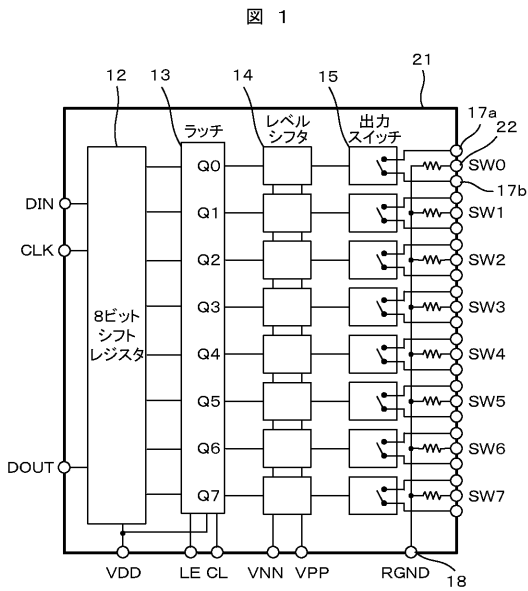 図 1
12
13
14
15
21
17a
22
17b
ラッチ
レベル
シフタ
出力
スイッチ
DIN
CLK
DOUT
8ビット
シフト
レジスタ
Q0
Q1
Q2
Q3
Q4
Q5
Q6
Q7
SW0
SW1
SW2
SW3
SW4
SW5
SW6
SW7
VDD
LE CL
VNN
VPP
RGND
18